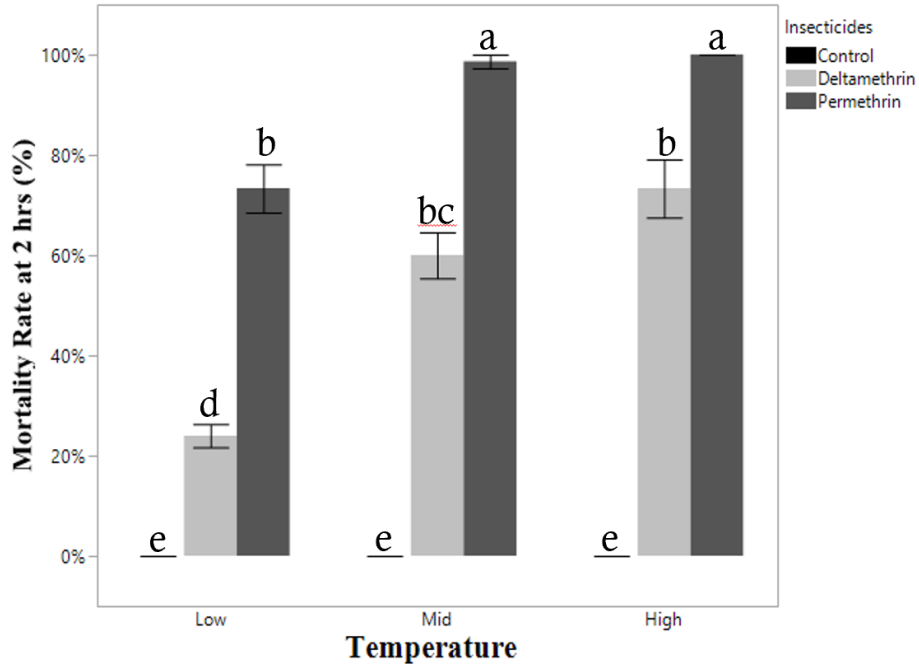 Insecticides
Control
Deltamethrin
Permethrin
Mortality Rate at 2 hrs (%)
100%
80%
60%
40%
20%
0%
e
d
b
e
bc
a
e
b
a
Low
Mid
High
Temperature